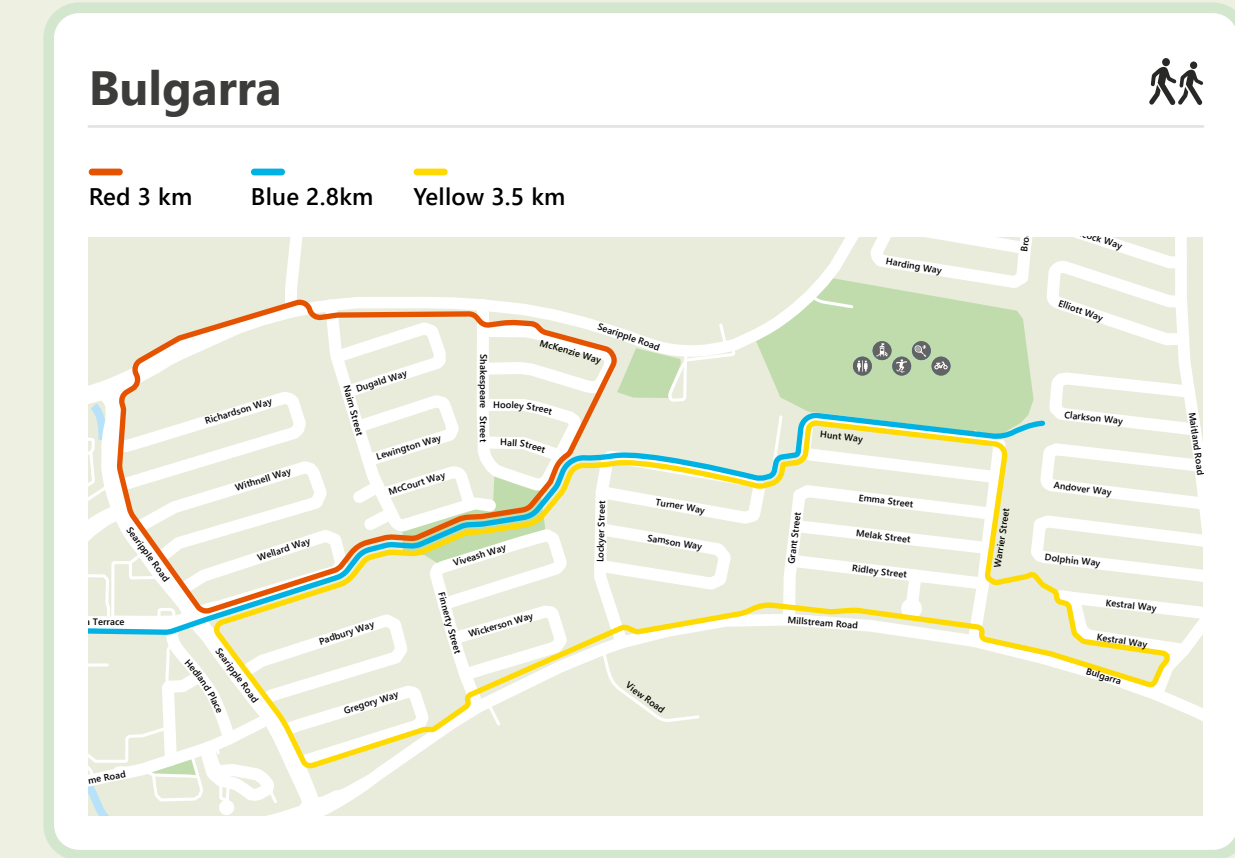 Bulgarra
Red 3 km
Blue 2.8km
Yellow 3.5 km
Harding Way
Elliott Way
Searipple Road
McKenzie Way
Dugald Way
Nairn Street
Shakespeare Street
Richardson Way
Hooley Street
Clarkson Way
Maitland Road
Hunt Way
Lewington Way
Hall Street
Withnell Way
McCourt Way
Andover Way
Emma Street
Turner Way
Lockyer Street
Grant Street
Melak Street
Warrier Street
Searipple Road
Wellard Way
Viveash Way
Samson Way
Ridley Street
Dolphin Way
Kestral Way
Terrace
Padbury Way
Finnerty Street
Wickerson Way
Millstream Road
Kestral Way
Searipple Road
Hedland Place
Gregory Way
View Road
Bulgarra
Road